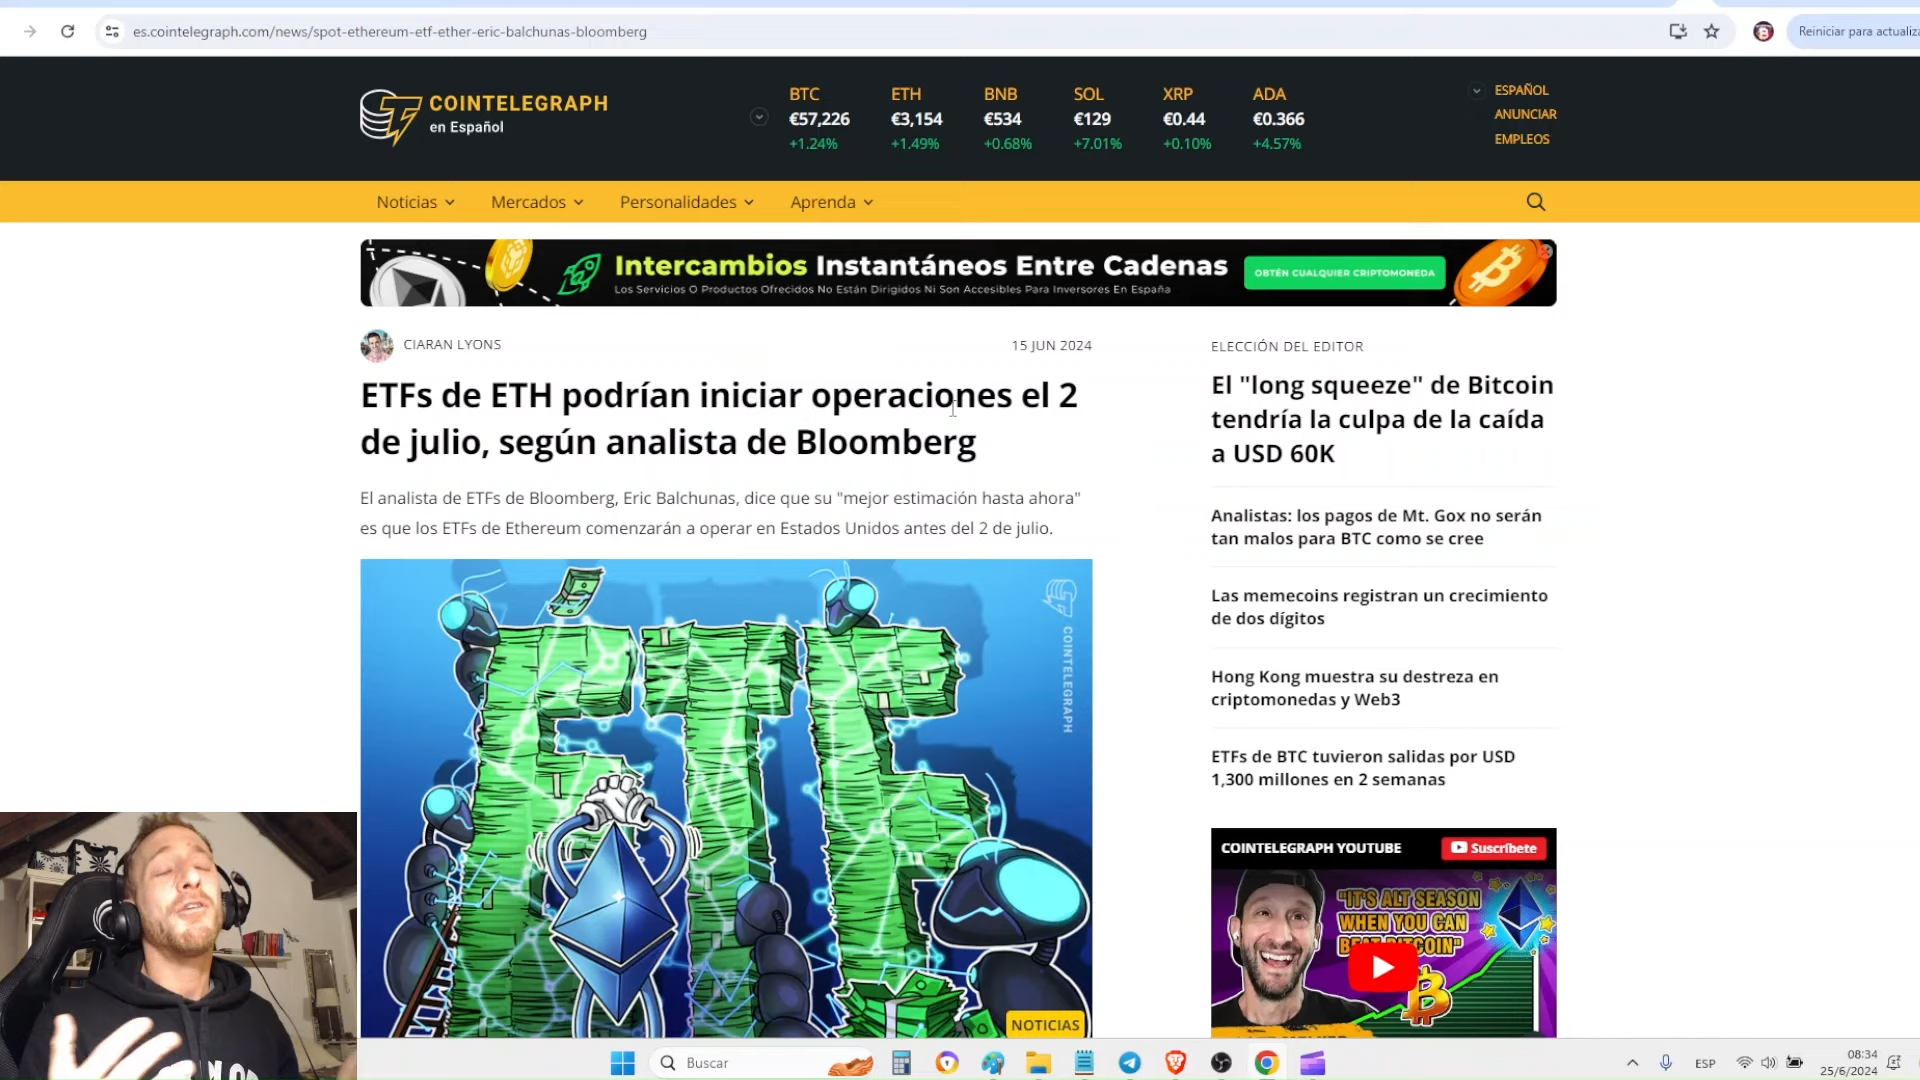 es.cointelegraph.com/news/spot-ethereum-etf-ether-eric-balchunas-bloomberg
Reiniciar para actualiza
COINTELEGRAPH
en Español
BTC ETH BNB SOL XRP ADA
€57,226 €3,154 €534 €129 €0.44 €0.366
+1.24% +1.49% +0.68% +7.01% +0.10% +4.57%
ESPAÑOL
ANUNCIAR
EMPLEOS
Noticias Mercados Personalidades Aprenda
Intercambios Instantáneos Entre Cadenas
Los Servicios O Productos Ofrecidos No Están Dirigidos Ni Son Accesibles Para Inversores En España
OBTÉN CUALQUIER CRIPTOMONEDA
CIARAN LYONS
15 JUN 2024
ETFs de ETH podrían iniciar operaciones el 2
de julio, según analista de Bloomberg
El analista de ETFs de Bloomberg, Eric Balchunas, dice que su "mejor estimación hasta ahora"
es que los ETFs de Ethereum comenzarán a operar en Estados Unidos antes del 2 de julio.
ETF
COINTELEGRAPH
NOTICIAS
ELECCIÓN DEL EDITOR
El "long squeeze" de Bitcoin
tendría la culpa de la caída
a USD 60K
Analistas: los pagos de Mt. Gox no serán
tan malos para BTC como se cree
Las memecoins registran un crecimiento
de dos dígitos
Hong Kong muestra su destreza en
criptomonedas y Web3
ETFs de BTC tuvieron salidas por USD
1,300 millones en 2 semanas
COINTELEGRAPH YOUTUBE
Suscríbete
"IT'S ALT SEASON
WHEN YOU CAN
BEAT BITCOIN"
Buscar
ESP
08:34
25/6/2024